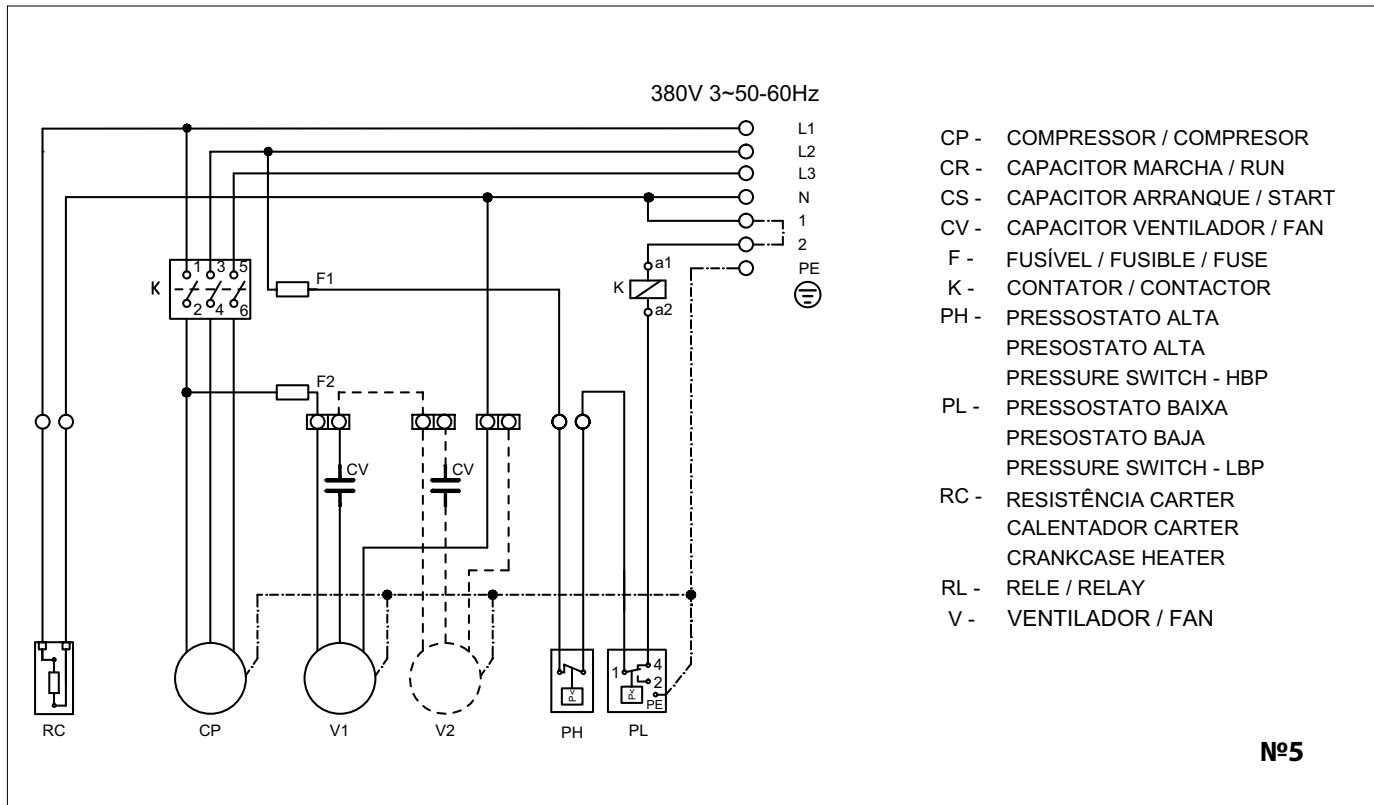 380V 3~50-60Hz
L1
L2
L3
N
1
2
PE
1 3 5
K
2 4 6
F1
K
a1
a2
F2
CV
CV
1
4
2
P<
P<
PE
RC
CP
V1
V2
PH
PL
CP - COMPRESSOR / COMPRESOR
CR - CAPACITOR MARCHA / RUN
CS - CAPACITOR ARRANQUE / START
CV - CAPACITOR VENTILADOR / FAN
F - FUSÍVEL / FUSIBLE / FUSE
K - CONTATOR / CONTACTOR
PH - PRESSOSTATO ALTA
PRESOSTATO ALTA
PRESSURE SWITCH - HBP
PL - PRESSOSTATO BAIXA
PRESOSTATO BAJA
PRESSURE SWITCH - LBP
RC - RESISTÊNCIA CARTER
CALENTADOR CARTER
CRANKCASE HEATER
RL - RELE / RELAY
V - VENTILADOR / FAN
Nº5